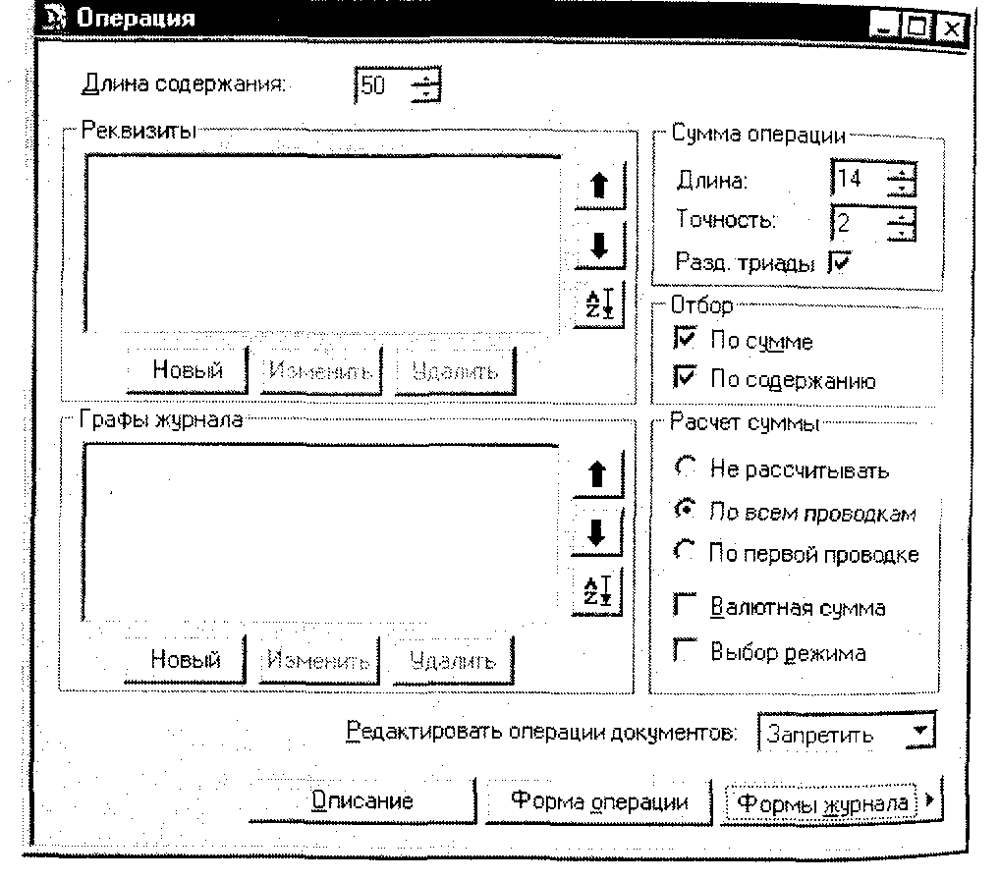 Операция
Длина содержания: 50
Реквизиты
Новый Изменить Удалить
Графы журнала
Новый Изменить Удалить
Сумма операции
Длина: 14
Точность: 2
Разд. триады
Отбор
По сумме
По содержанию
Расчет суммы
Не рассчитывать
По всем проводкам
По первой проводке
Валютная сумма
Выбор режима
Редактировать операции документов: Запретить
Описание Форма операции Формы журнала